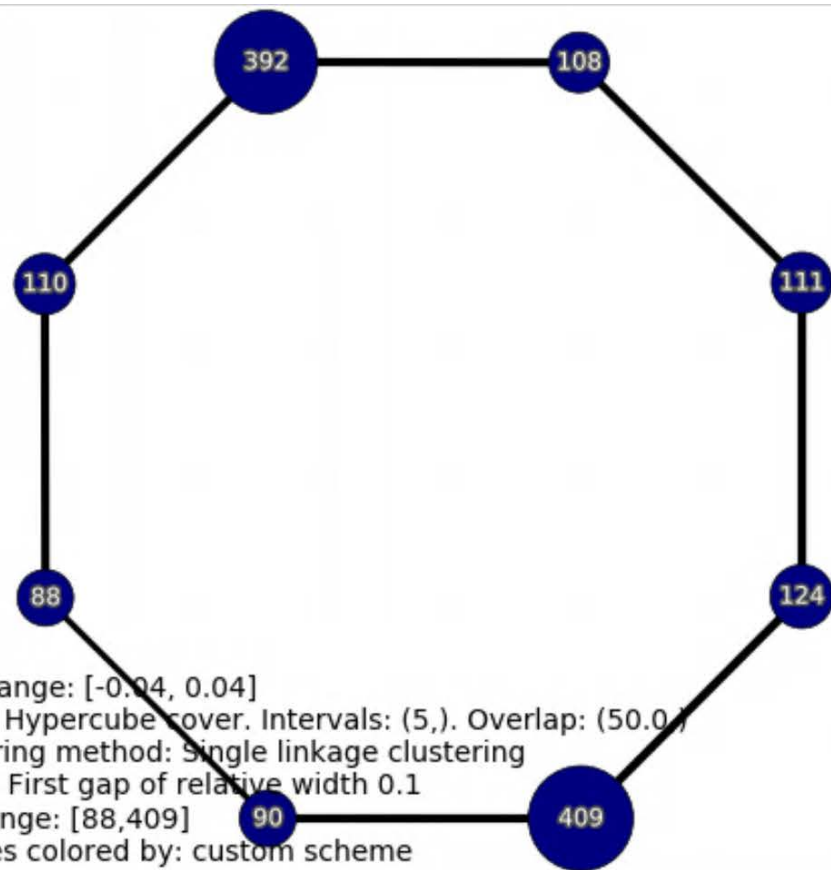 392
108
110
111
88
124
ange: [-0.04, 0.04]
Hypercube cover. Intervals: (5,). Overlap: (50.0,)
ring method: Single linkage clustering
First gap of relative width 0.1
nge: [88,409]
90
409
es colored by: custom scheme